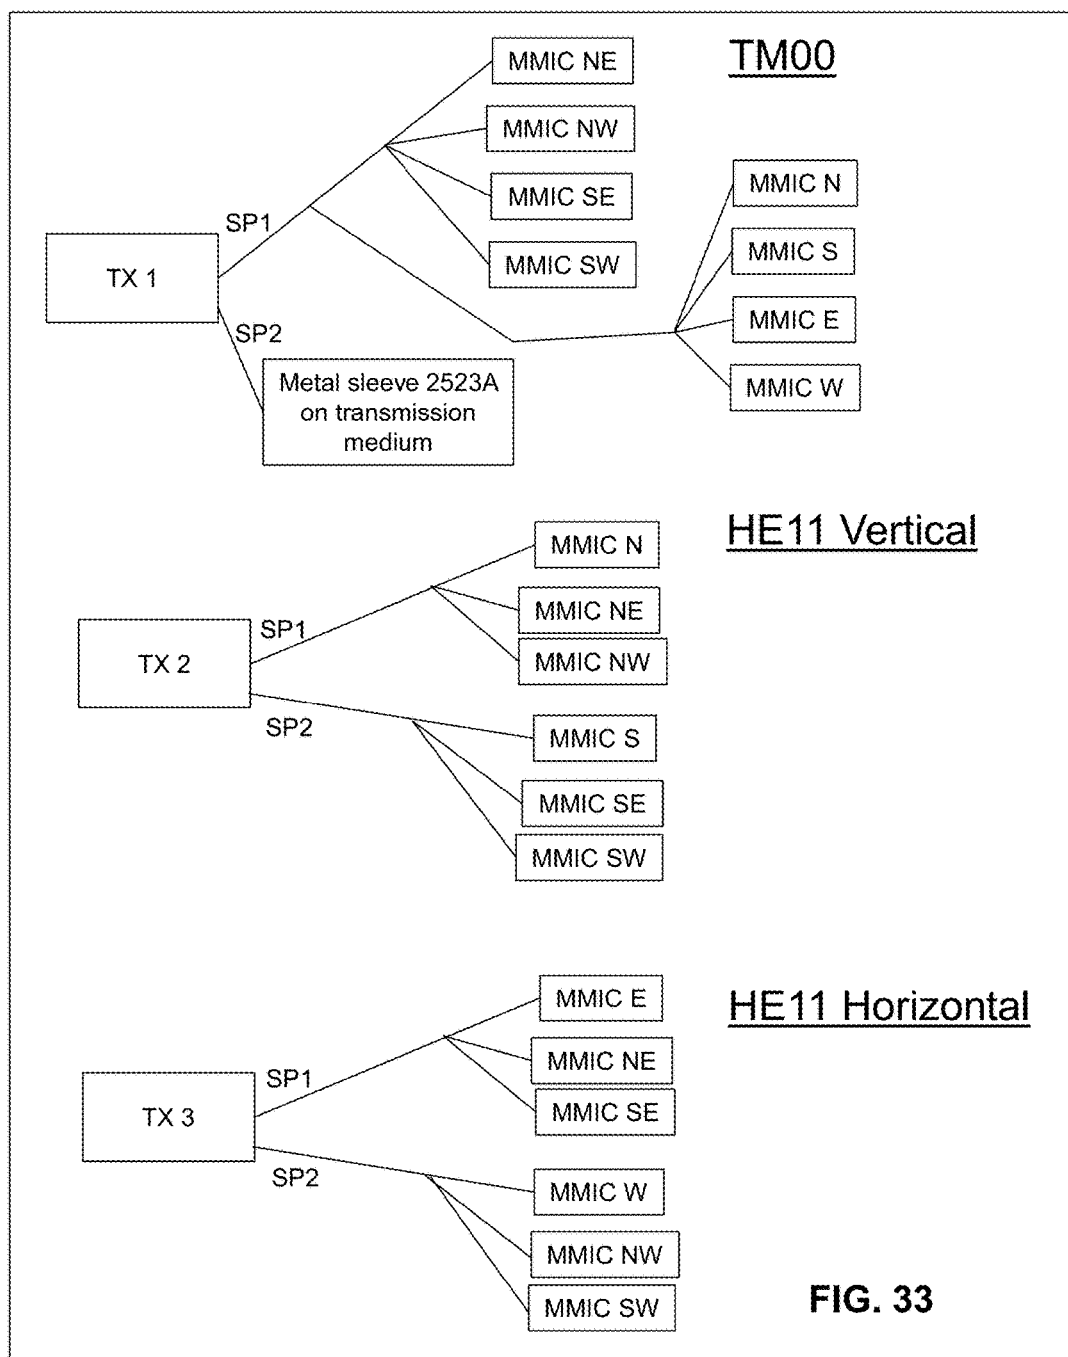 TM00
MMIC NE
MMIC NW
MMIC SE
MMIC SW
MMIC N
MMIC S
MMIC E
MMIC W
SP1
TX 1
SP2
Metal sleeve 2523A
on transmission
medium
HE11 Vertical
MMIC N
MMIC NE
MMIC NW
SP1
TX 2
SP2
MMIC S
MMIC SE
MMIC SW
HE11 Horizontal
MMIC E
MMIC NE
MMIC SE
SP1
TX 3
SP2
MMIC W
MMIC NW
MMIC SW
FIG. 33